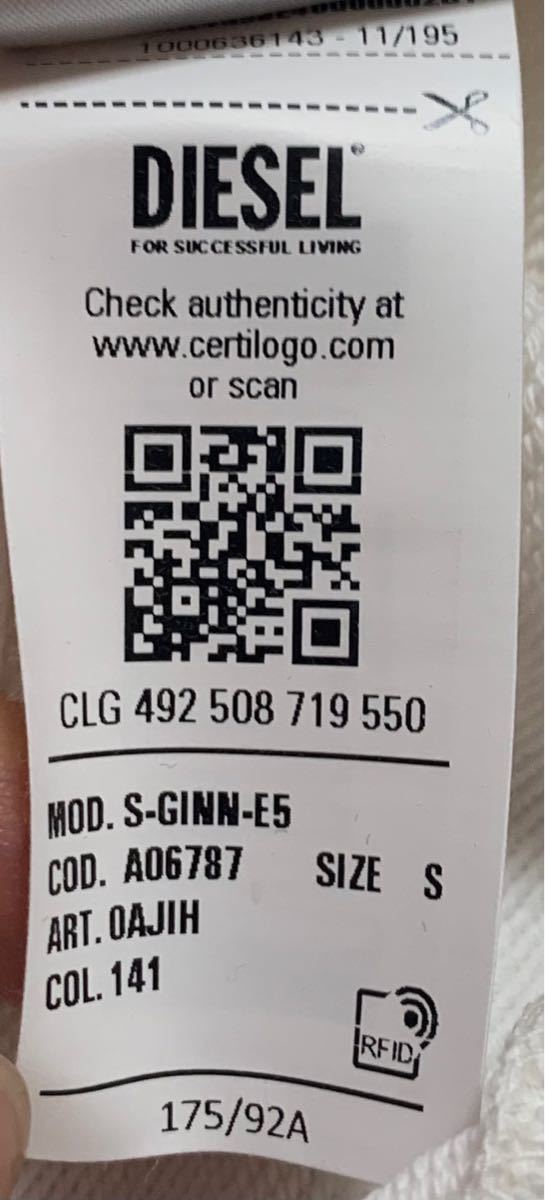 1000636143 - 11/195
DIESEL®
FOR SUCCESSFUL LIVING
Check authenticity at
www.certilogo.com
or scan
CLG 492 508 719 550
MOD. S-GINN-E5
COD. A06787 SIZE S
ART. 0AJIH
COL. 141
RFID
175/92A